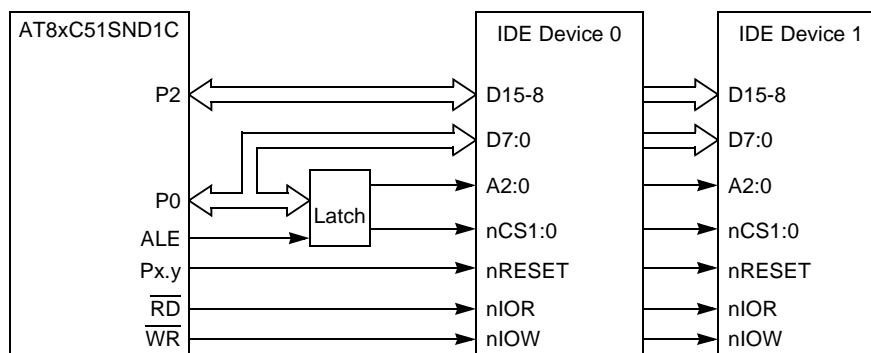 AT8xC51SND1C
IDE Device 0
IDE Device 1
P2
D15-8
D15-8
D7:0
D7:0
P0
Latch
A2:0
A2:0
ALE
nCS1:0
nCS1:0
Px.y
nRESET
nRESET
RD
nIOR
nIOR
WR
nIOW
nIOW